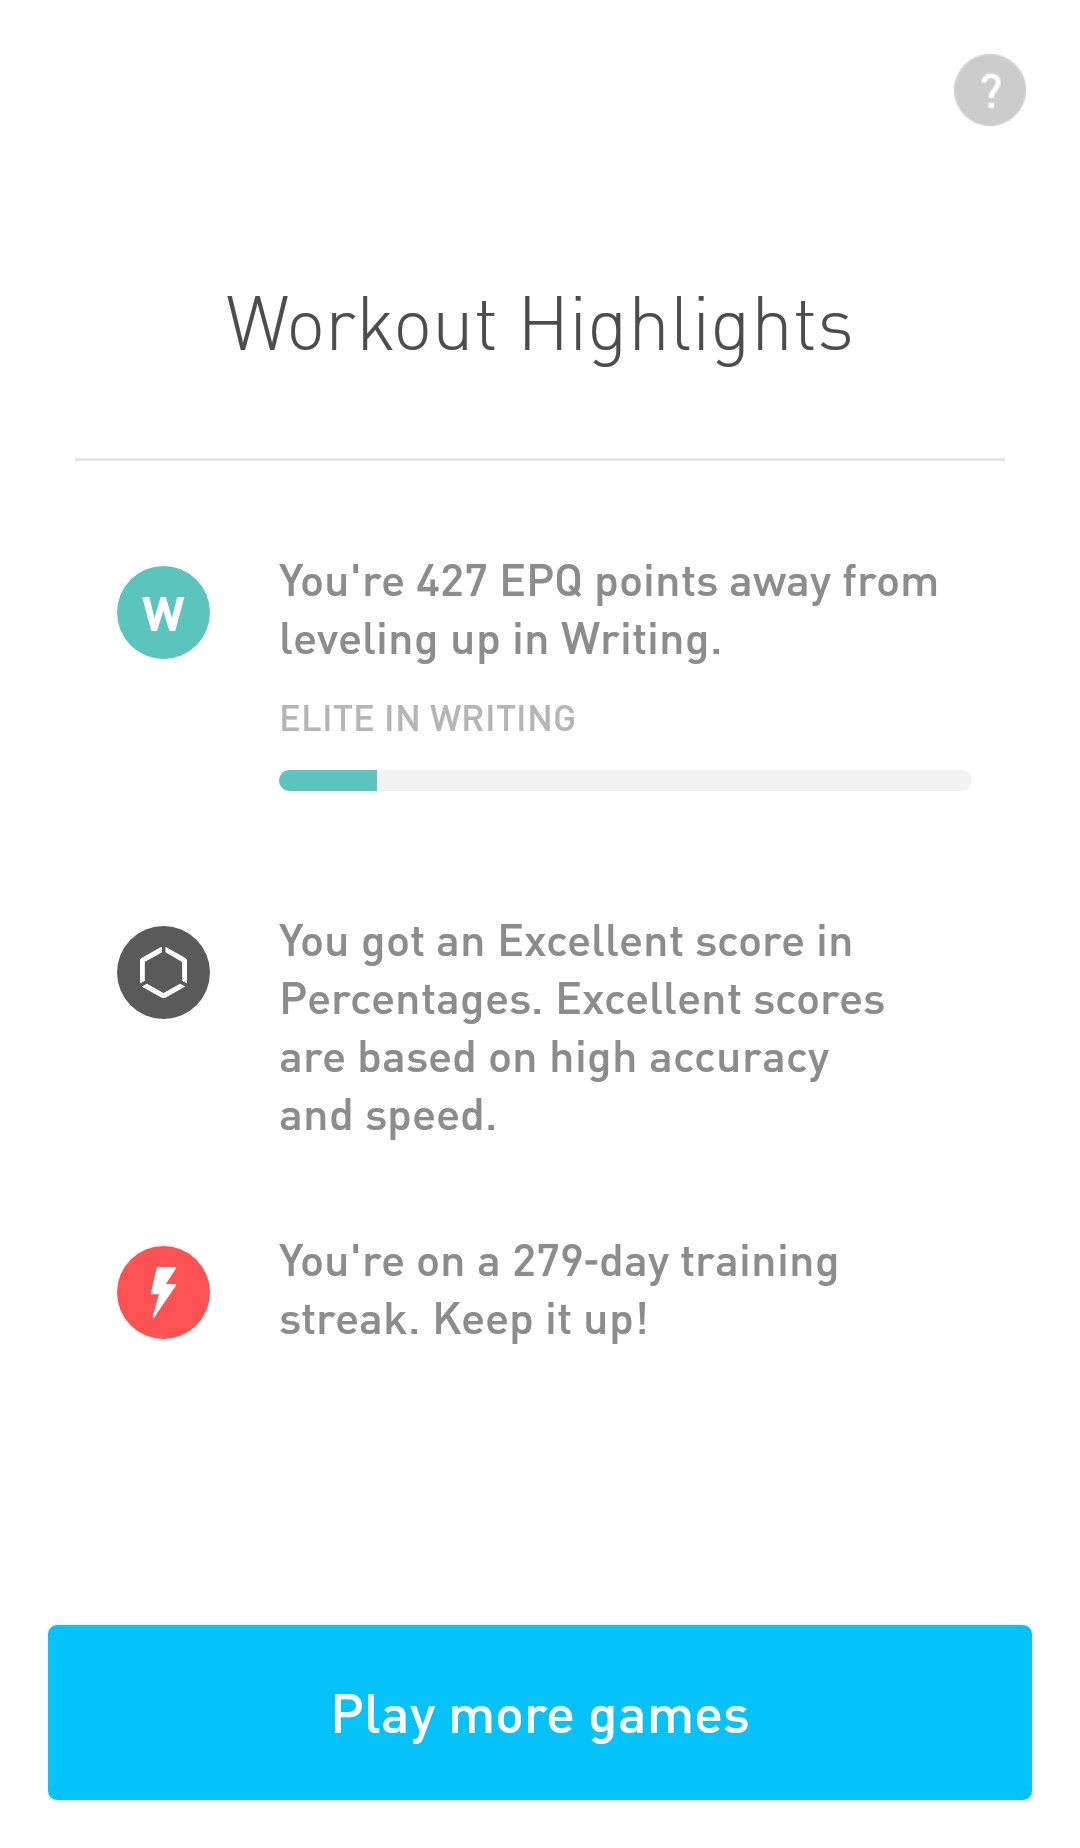 ?
Workout Highlights
W
You're 427 EPQ points away from
leveling up in Writing.
ELITE IN WRITING
You got an Excellent score in
Percentages. Excellent scores
are based on high accuracy
and speed.
You're on a 279-day training
streak. Keep it up!
Play more games